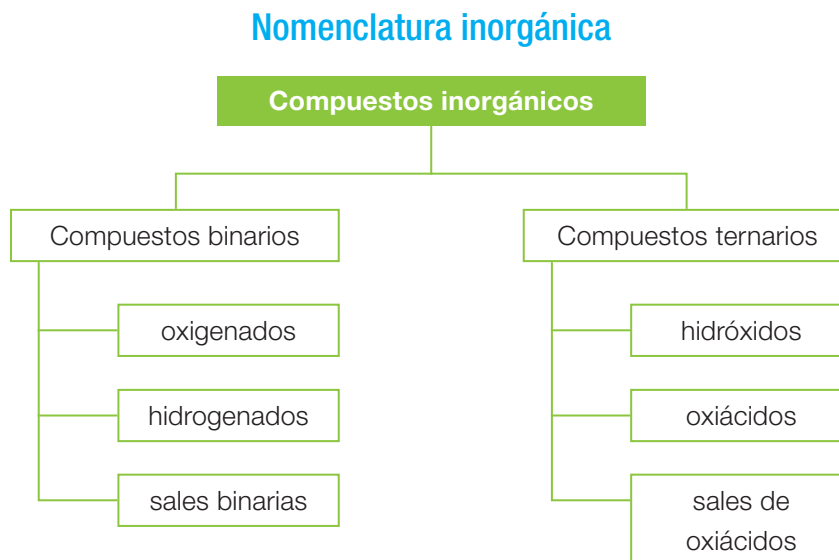 Nomenclatura inorgánica
Compuestos inorgánicos
Compuestos binarios
oxigenados
hidrogenados
sales binarias
Compuestos ternarios
hidróxidos
oxiácidos
sales de
oxiácidos